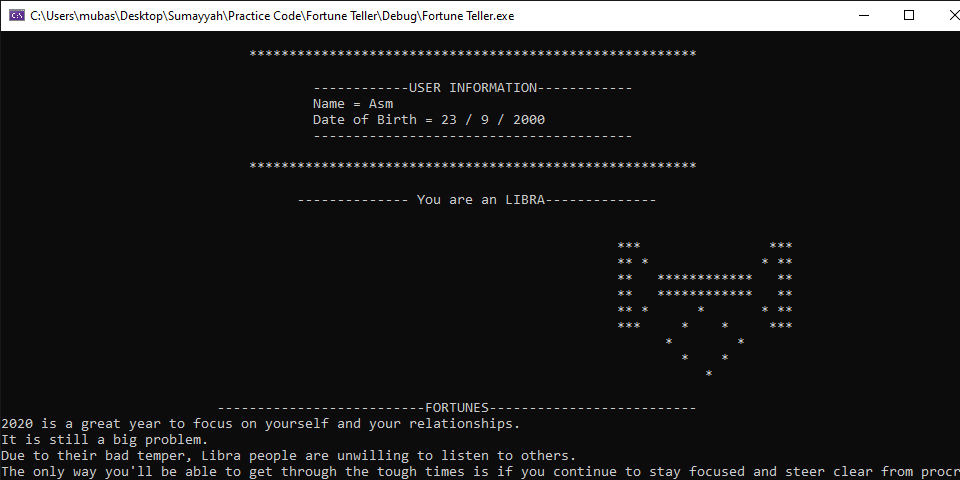 C:\Users\mubas\Desktop\Sumayyah\Practice Code\Fortune Teller\Debug\Fortune Teller.exe
********************************************************
------------USER INFORMATION------------
Name = Asm
Date of Birth = 23 / 9 / 2000
----------------------------------------
********************************************************
-------------- You are an LIBRA--------------
***                ***
** *              * **
**   ************   **
**   ************   **
** *      *       * **
***     *    *     ***
*        *
*    *
*
--------------------------FORTUNES--------------------------
2020 is a great year to focus on yourself and your relationships.
It is still a big problem.
Due to their bad temper, Libra people are unwilling to listen to others.
The only way you'll be able to get through the tough times is if you continue to stay focused and steer clear from procr